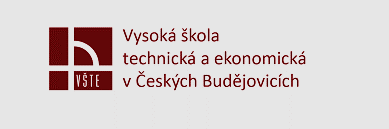 Vysoká škola
technická a ekonomická
v Českých Budějovicích
VŠTE